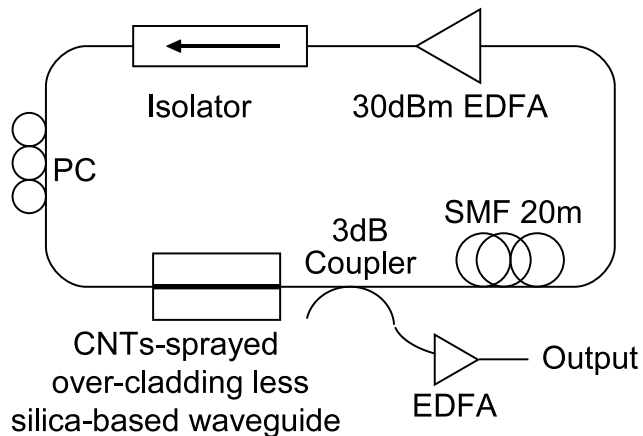 Isolator
30dBm EDFA
PC
SMF 20m
3dB
Coupler
CNTs-sprayed
over-cladding less
silica-based waveguide
Output
EDFA